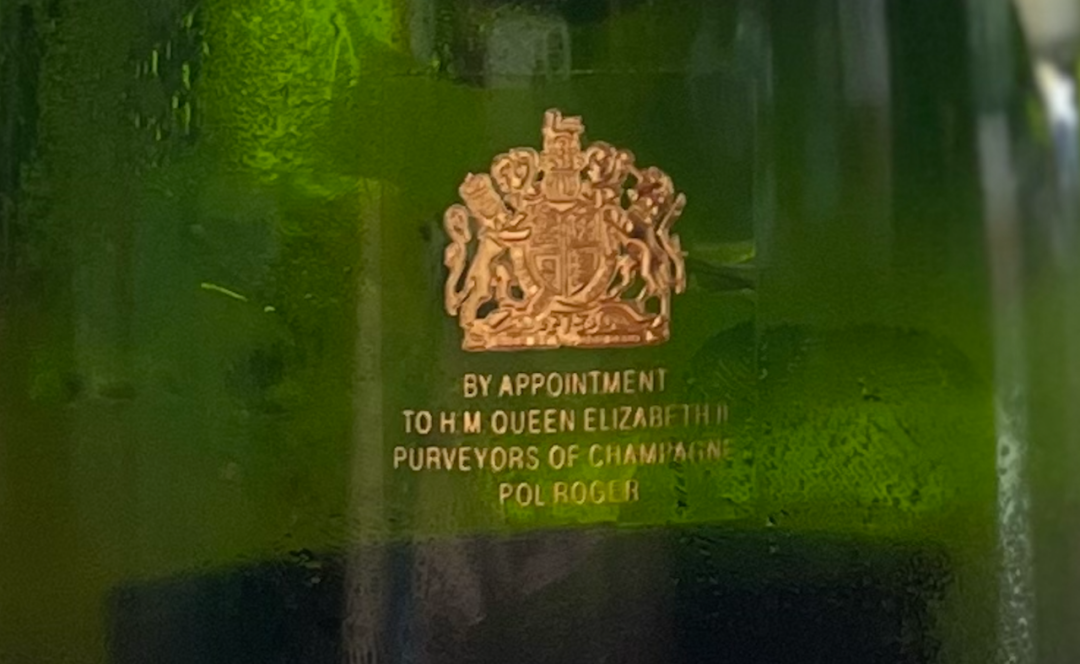 BY APPOINTMENT
TO H.M. QUEEN ELIZABETH II
PURVEYORS OF CHAMPAGNE
POL ROGER